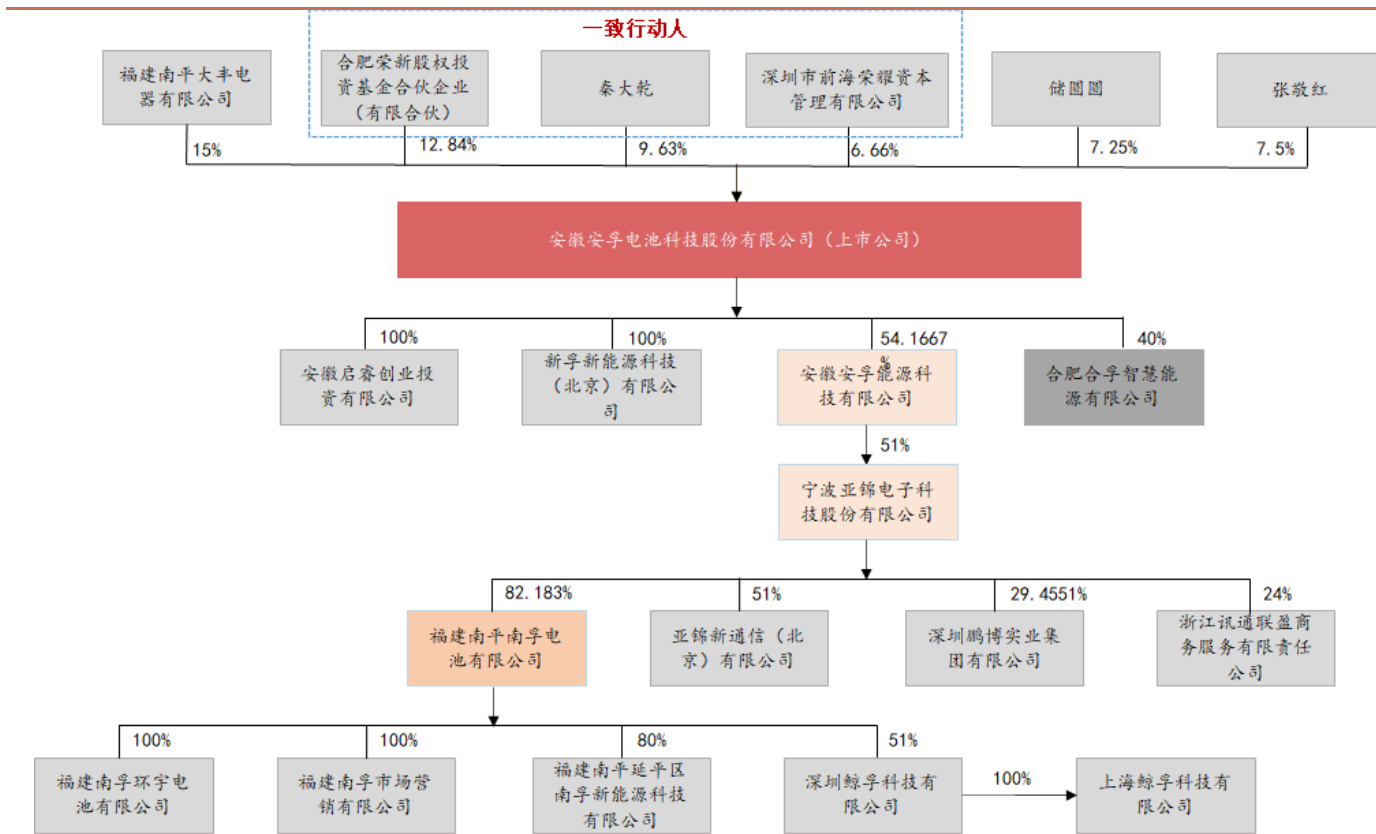 一致行动人
福建南平大丰电
器有限公司
合肥荣新股权投
资基金合伙企业
（有限合伙）
秦大乾
深圳市前海荣耀资本
管理有限公司
储圆圆
张敬红
15%
12.84%
9.63%
6.66%
7.25%
7.5%
安徽安孚电池科技股份有限公司（上市公司）
100%
100%
54.1667
%
40%
安徽启睿创业投
资有限公司
新孚新能源科技
（北京）有限公
司
安徽安孚能源科
技有限公司
合肥合孚智慧能
源有限公司
51%
宁波亚锦电子科
技股份有限公司
82.183%
51%
29.4551%
24%
福建南平南孚电
池有限公司
亚锦新通信（北
京）有限公司
深圳鹏博实业集
团有限公司
浙江讯通联盈商
务服务有限责任
公司
100%
100%
80%
51%
福建南孚环宇电
池有限公司
福建南孚市场营
销有限公司
福建南平延平区
南孚新能源科技
有限公司
深圳鲸孚科技有
限公司
100%
上海鲸孚科技有
限公司